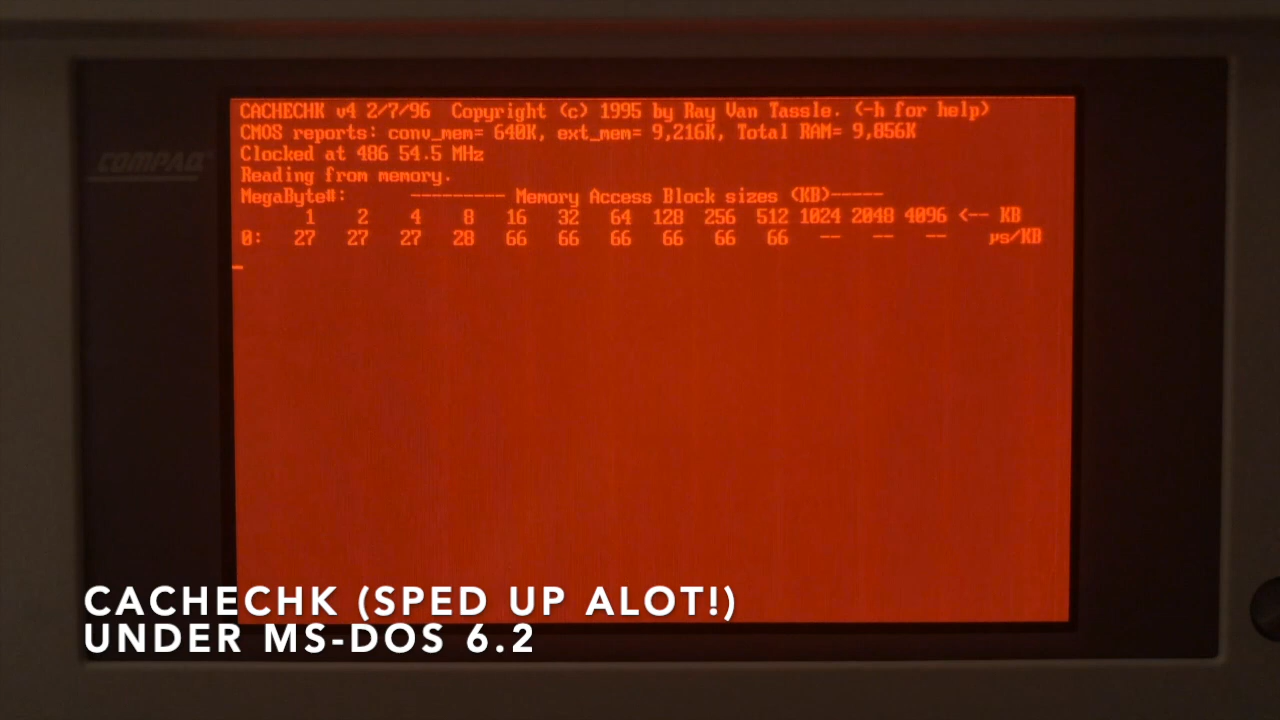 CACHECHK v4 2/7/96  Copyright (c) 1995 by Ray Van Tassle. (-h for help)
CMOS reports: conv_mem= 640K, ext_mem= 9,216K, Total RAM= 9,856K
Clocked at 486 54.5 MHz
Reading from memory.
MegaByte#:      --------- Memory Access Block sizes (KB)-----
1 2 4 8 16 32 64 128 256 512 1024 2048 4096 <-- KB
0: 27 27 27 28 66 66 66 66 66 66 -- -- -- µs/KB
COMPAQ
CACHECHK (SPED UP ALOT!)
UNDER MS-DOS 6.2